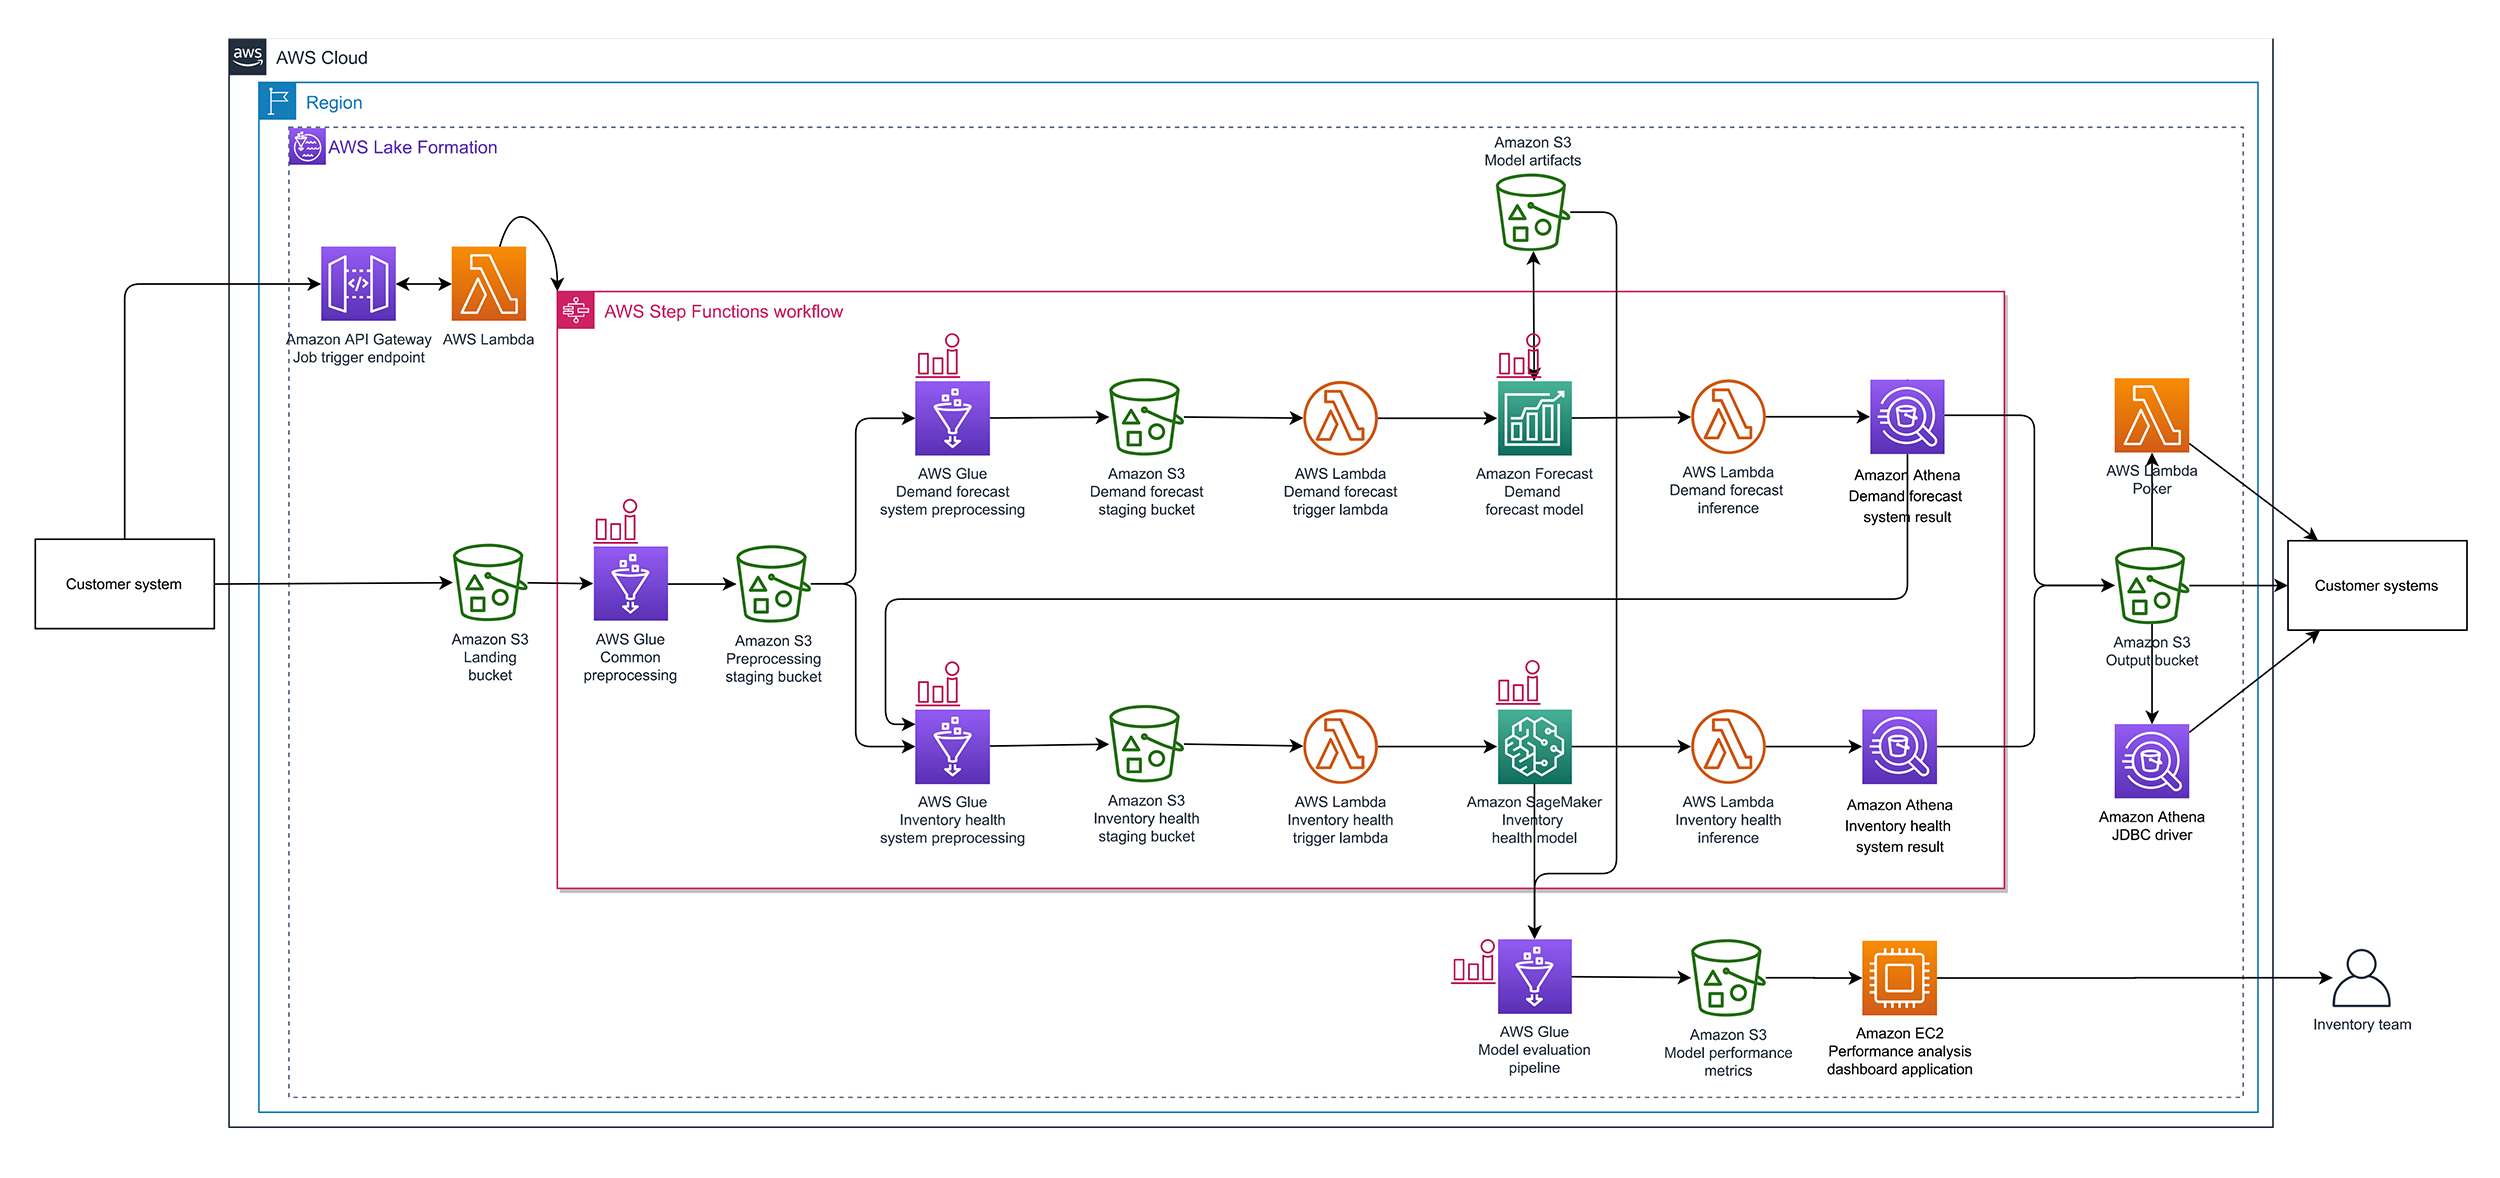 aws
AWS Cloud
Region
AWS Lake Formation
Amazon S3
Model artifacts
Amazon API Gateway
Job trigger endpoint
AWS Lambda
AWS Step Functions workflow
AWS Glue
Demand forecast
system preprocessing
Amazon S3
Demand forecast
staging bucket
AWS Lambda
Demand forecast
trigger lambda
Amazon Forecast
Demand
forecast model
AWS Lambda
Demand forecast
inference
Amazon Athena
Demand forecast
system result
AWS Lambda
Poker
Customer system
Amazon S3
Landing
bucket
AWS Glue
Common
preprocessing
Amazon S3
Preprocessing
staging bucket
Amazon S3
Output bucket
Customer systems
AWS Glue
Inventory health
system preprocessing
Amazon S3
Inventory health
staging bucket
AWS Lambda
Inventory health
trigger lambda
Amazon SageMaker
Inventory
health model
AWS Lambda
Inventory health
inference
Amazon Athena
Inventory health
system result
Amazon Athena
JDBC driver
AWS Glue
Model evaluation
pipeline
Amazon S3
Model performance
metrics
Amazon EC2
Performance analysis
dashboard application
Inventory team